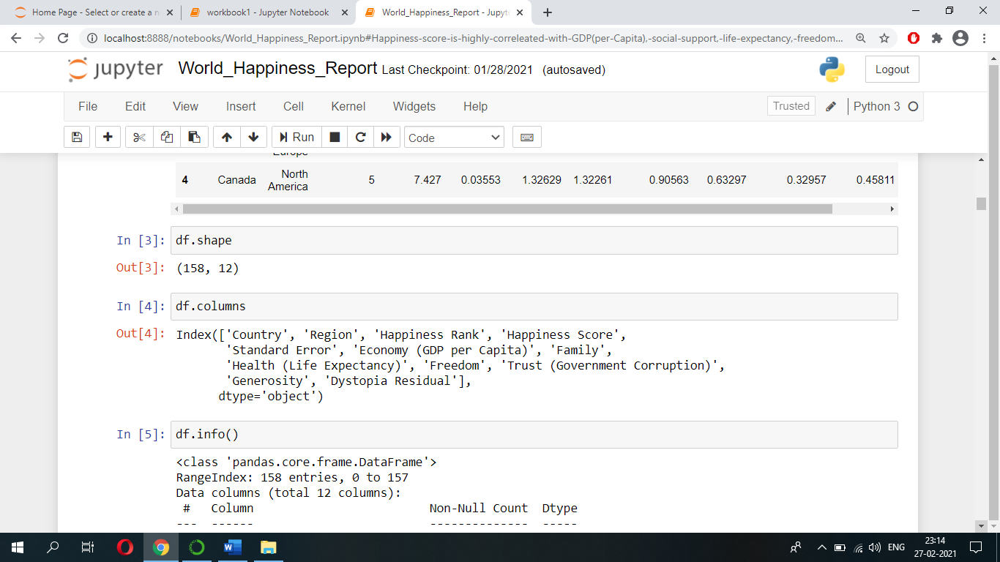 Home Page - Select or create a n
workbook1 - Jupyter Notebook
World_Happiness_Report - Jupyt
localhost:8888/notebooks/World_Happiness_Report.ipynb#Happiness-score-is-highly-correleated-with-GDP(per-Capita),-social-support,-life-expectancy,-freedom...
jupyter World_Happiness_Report Last Checkpoint: 01/28/2021 (autosaved)
Logout
File Edit View Insert Cell Kernel Widgets Help
Trusted
Python 3
Run
Code
Europe
4 Canada North America 5 7.427 0.03553 1.32629 1.32261 0.90563 0.63297 0.32957 0.45811
In [3]: df.shape
Out[3]: (158, 12)
In [4]: df.columns
Out[4]: Index(['Country', 'Region', 'Happiness Rank', 'Happiness Score',
'Standard Error', 'Economy (GDP per Capita)', 'Family',
'Health (Life Expectancy)', 'Freedom', 'Trust (Government Corruption)',
'Generosity', 'Dystopia Residual'],
dtype='object')
In [5]: df.info()
<class 'pandas.core.frame.DataFrame'>
RangeIndex: 158 entries, 0 to 157
Data columns (total 12 columns):
# Column Non-Null Count Dtype
--- ------ -------------- -----
ENG
23:14
27-02-2021